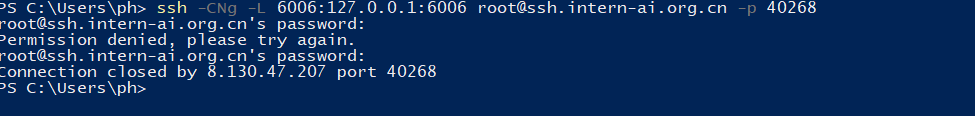 PS C:\Users\ph> ssh -CNg -L 6006:127.0.0.1:6006 root@ssh.intern-ai.org.cn -p 40268
root@ssh.intern-ai.org.cn's password:
Permission denied, please try again.
root@ssh.intern-ai.org.cn's password:
Connection closed by 8.130.47.207 port 40268
PS C:\Users\ph>